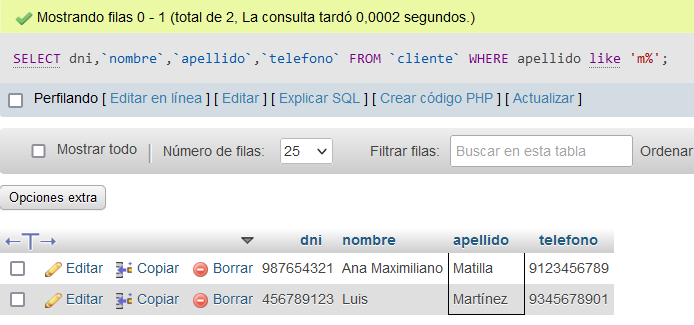 Mostrando filas 0 - 1 (total de 2, La consulta tardó 0,0002 segundos.)
SELECT dni,`nombre`,`apellido`,`telefono` FROM `cliente` WHERE apellido like 'm%';
Perfilando [ Editar en línea ] [ Editar ] [ Explicar SQL ] [ Crear código PHP ] [ Actualizar ]
Mostrar todo | Número de filas: 25 Filtrar filas: Buscar en esta tabla Ordenar
Opciones extra
←T→ dni nombre apellido telefono
Editar Copiar Borrar 987654321 Ana Maximiliano Matilla 9123456789
Editar Copiar Borrar 456789123 Luis Martínez 9345678901